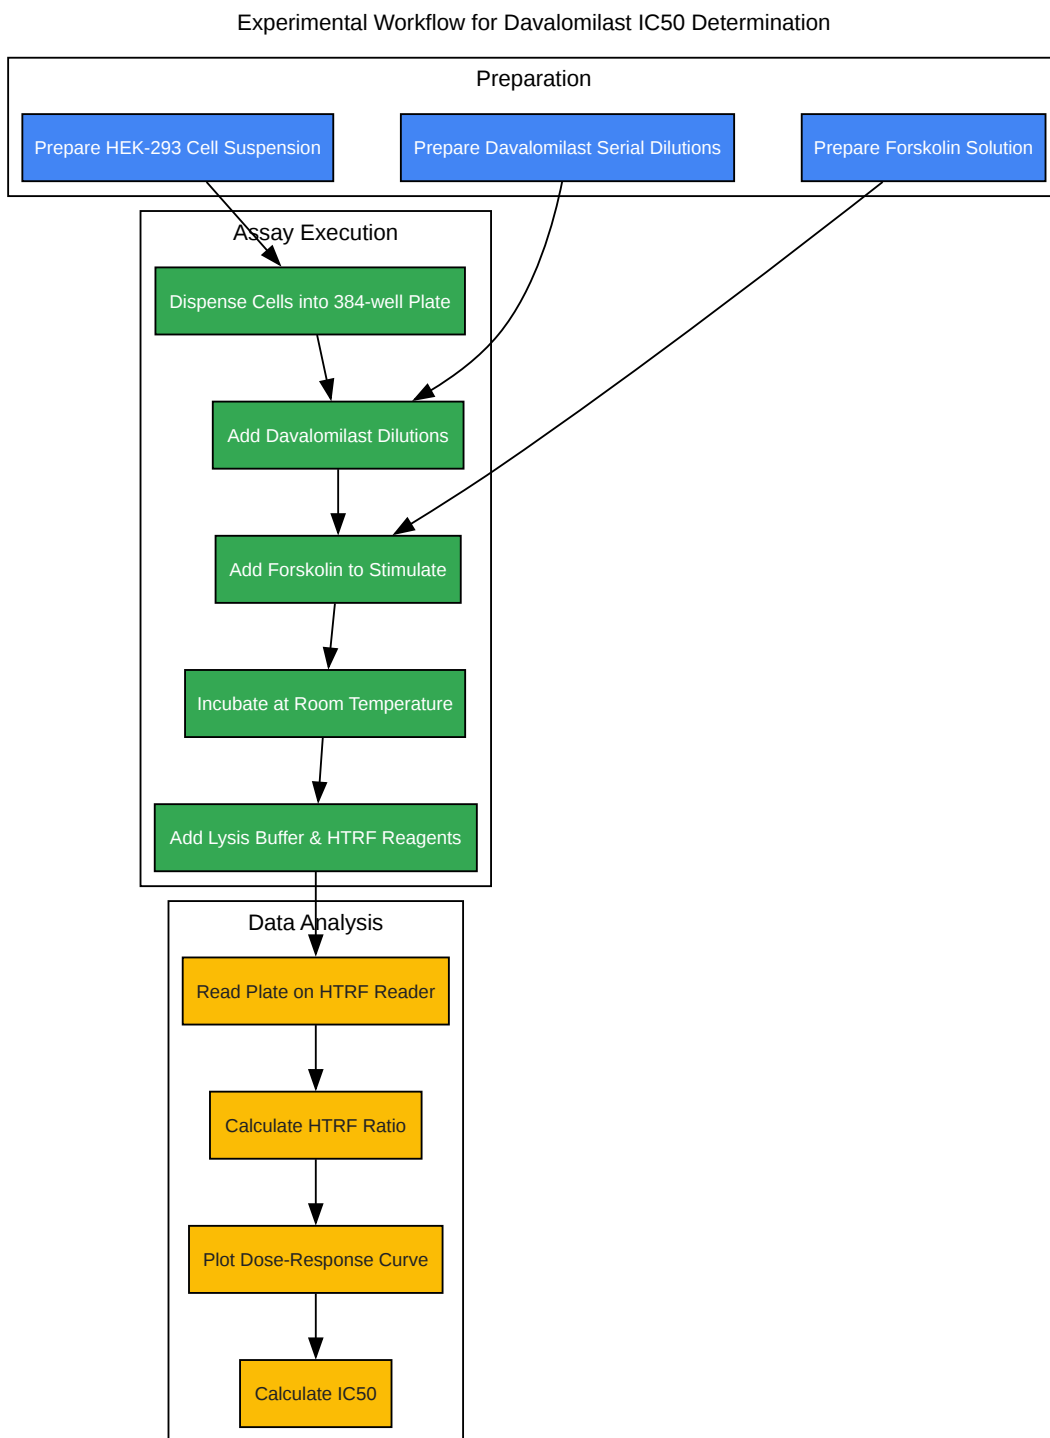 Experimental Workflow for Davalomilast IC50 Determination
Preparation
Prepare HEK-293 Cell Suspension
Prepare Davalomilast Serial Dilutions
Prepare Forskolin Solution
Assay Execution
Dispense Cells into 384-well Plate
Add Davalomilast Dilutions
Add Forskolin to Stimulate
Incubate at Room Temperature
Add Lysis Buffer & HTRF Reagents
Data Analysis
Read Plate on HTRF Reader
Calculate HTRF Ratio
Plot Dose-Response Curve
Calculate IC50